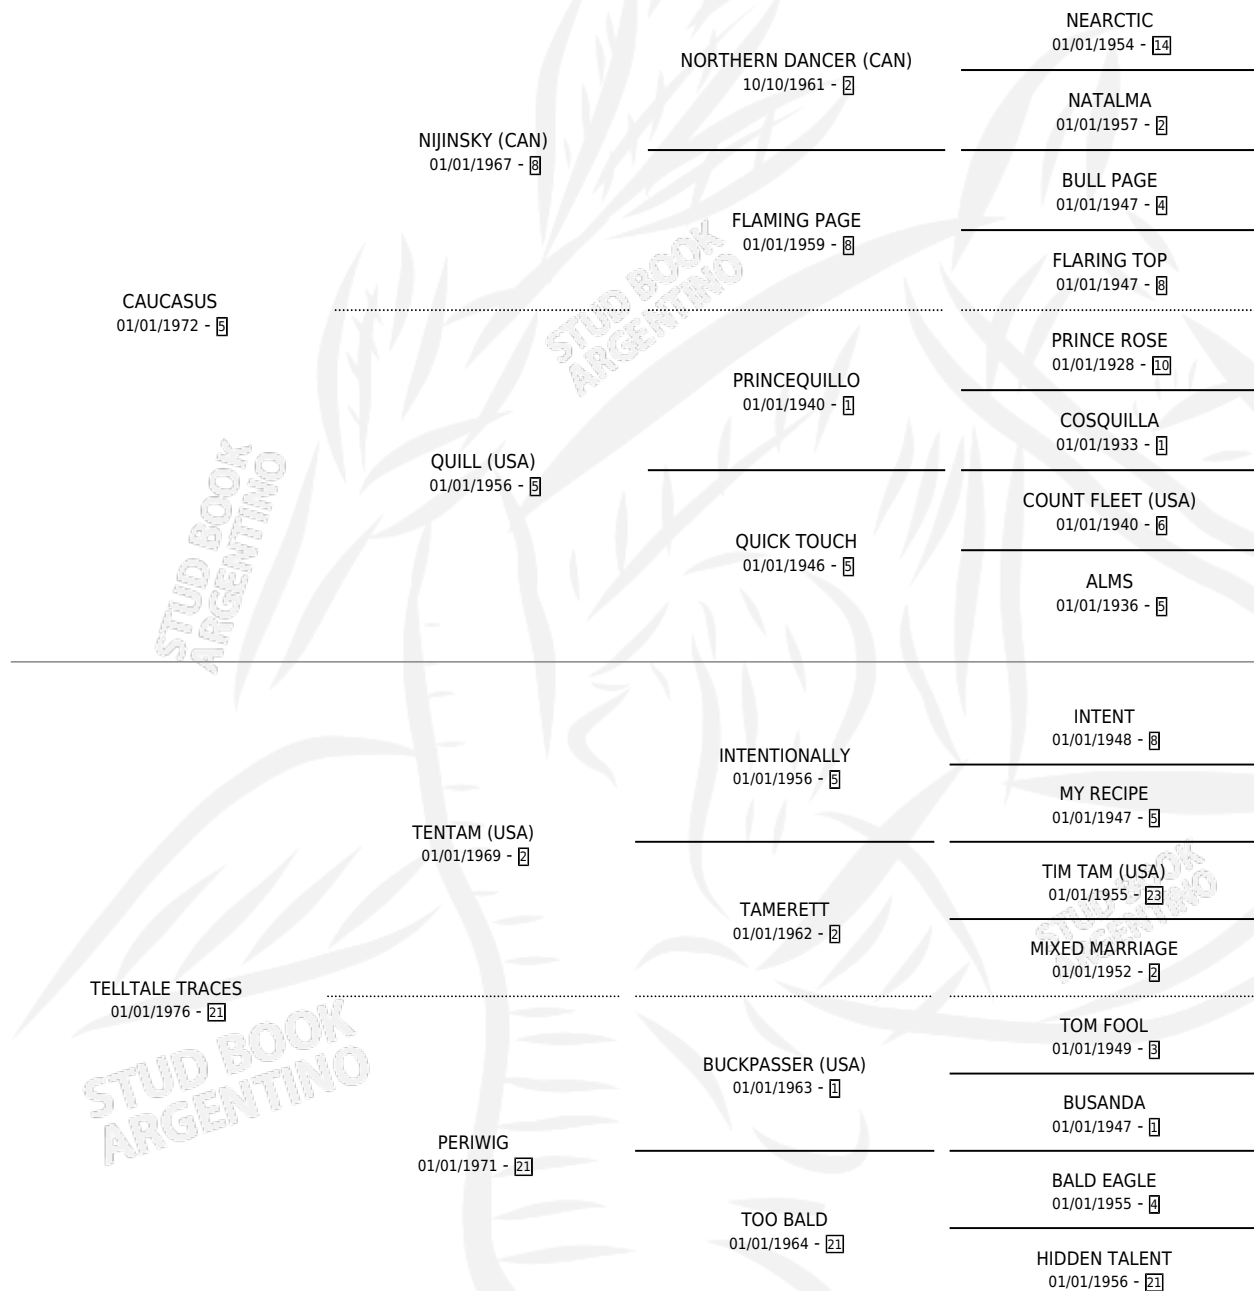 NEARCTIC
01/01/1954 - 14
NORTHERN DANCER (CAN)
10/10/1961 - 2
NATALMA
01/01/1957 - 2
NIJINSKY (CAN)
01/01/1967 - 8
BULL PAGE
01/01/1947 - 4
FLAMING PAGE
01/01/1959 - 8
FLARING TOP
01/01/1947 - 8
CAUCASUS
01/01/1972 - 5
PRINCE ROSE
01/01/1928 - 10
PRINCEQUILLO
01/01/1940 - 1
COSQUILLA
01/01/1933 - 1
QUILL (USA)
01/01/1956 - 5
COUNT FLEET (USA)
01/01/1940 - 6
QUICK TOUCH
01/01/1946 - 5
ALMS
01/01/1936 - 5
INTENT
01/01/1948 - 8
INTENTIONALLY
01/01/1956 - 5
MY RECIPE
01/01/1947 - 5
TENTAM (USA)
01/01/1969 - 2
TIM TAM (USA)
01/01/1955 - 23
TAMERETT
01/01/1962 - 2
MIXED MARRIAGE
01/01/1952 - 2
TELLTALE TRACES
01/01/1976 - 21
TOM FOOL
01/01/1949 - 3
BUCKPASSER (USA)
01/01/1963 - 1
BUSANDA
01/01/1947 - 1
PERIWIG
01/01/1971 - 21
BALD EAGLE
01/01/1955 - 4
TOO BALD
01/01/1964 - 21
HIDDEN TALENT
01/01/1956 - 21
STUD BOOK
ARGENTINO
STUD BOOK
ARGENTINO
STUD BOOK
ARGENTINO
STUD BOOK
ARGENTINO